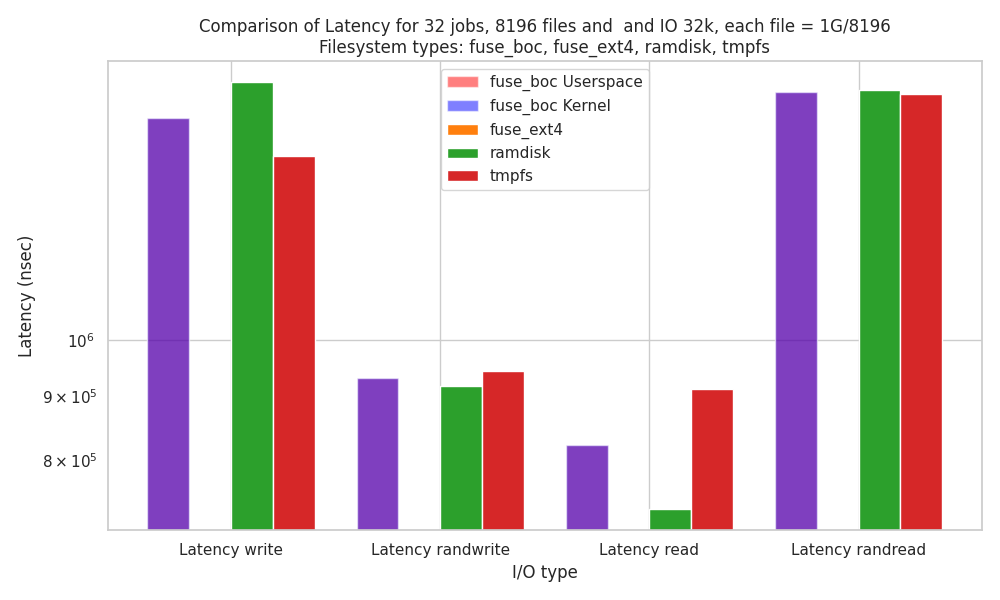 Comparison of Latency for 32 jobs, 8196 files and  and IO 32k, each file = 1G/8196
Filesystem types: fuse_boc, fuse_ext4, ramdisk, tmpfs
fuse_boc Userspace
fuse_boc Kernel
fuse_ext4
ramdisk
tmpfs
Latency (nsec)
10⁶
9 × 10⁵
8 × 10⁵
Latency write
Latency randwrite
Latency read
Latency randread
I/O type